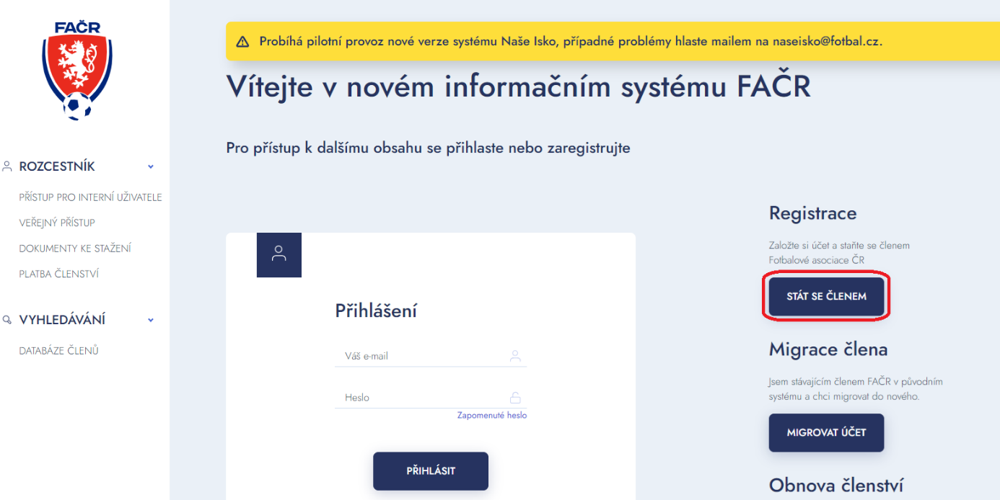 FAČR
ROZCESTNÍK
PŘÍSTUP PRO INTERNÍ UŽIVATELE
VEŘEJNÝ PŘÍSTUP
DOKUMENTY KE STAŽENÍ
PLATBA ČLENSTVÍ
VYHLEDÁVÁNÍ
DATABÁZE ČLENŮ
Probíhá pilotní provoz nové verze systému Naše Isko, případné problémy hlaste mailem na naseisko@fotbal.cz.
Vítejte v novém informačním systému FAČR
Pro přístup k dalšímu obsahu se přihlaste nebo zaregistrujte
Přihlášení
Váš e-mail
Heslo
Zapomenuté heslo
PŘIHLÁSIT
Registrace
Založte si účet a staňte se členem
Fotbalové asociace ČR
STÁT SE ČLENEM
Migrace člena
Jsem stávajícím členem FAČR v původním
systému a chci migrovat do nového.
MIGROVAT ÚČET
Obnova členství